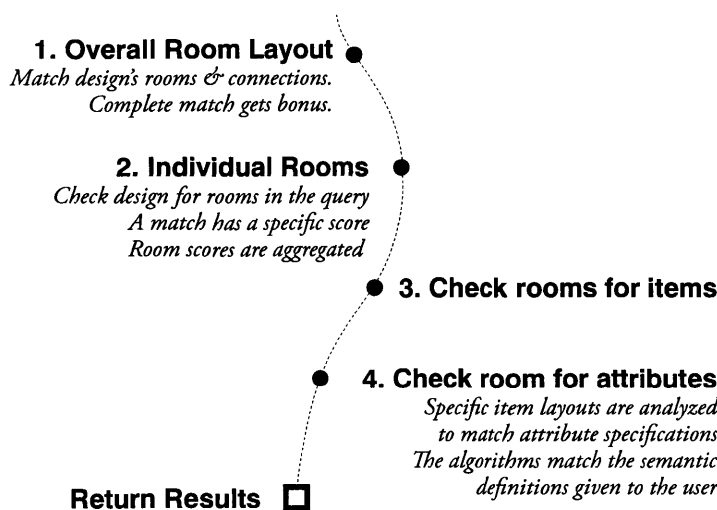 1. Overall Room Layout
Match design's rooms & connections.
Complete match gets bonus.
2. Individual Rooms
Check design for rooms in the query
A match has a specific score
Room scores are aggregated
3. Check rooms for items
4. Check room for attributes
Specific item layouts are analyzed
to match attribute specifications
The algorithms match the semantic
definitions given to the user
Return Results